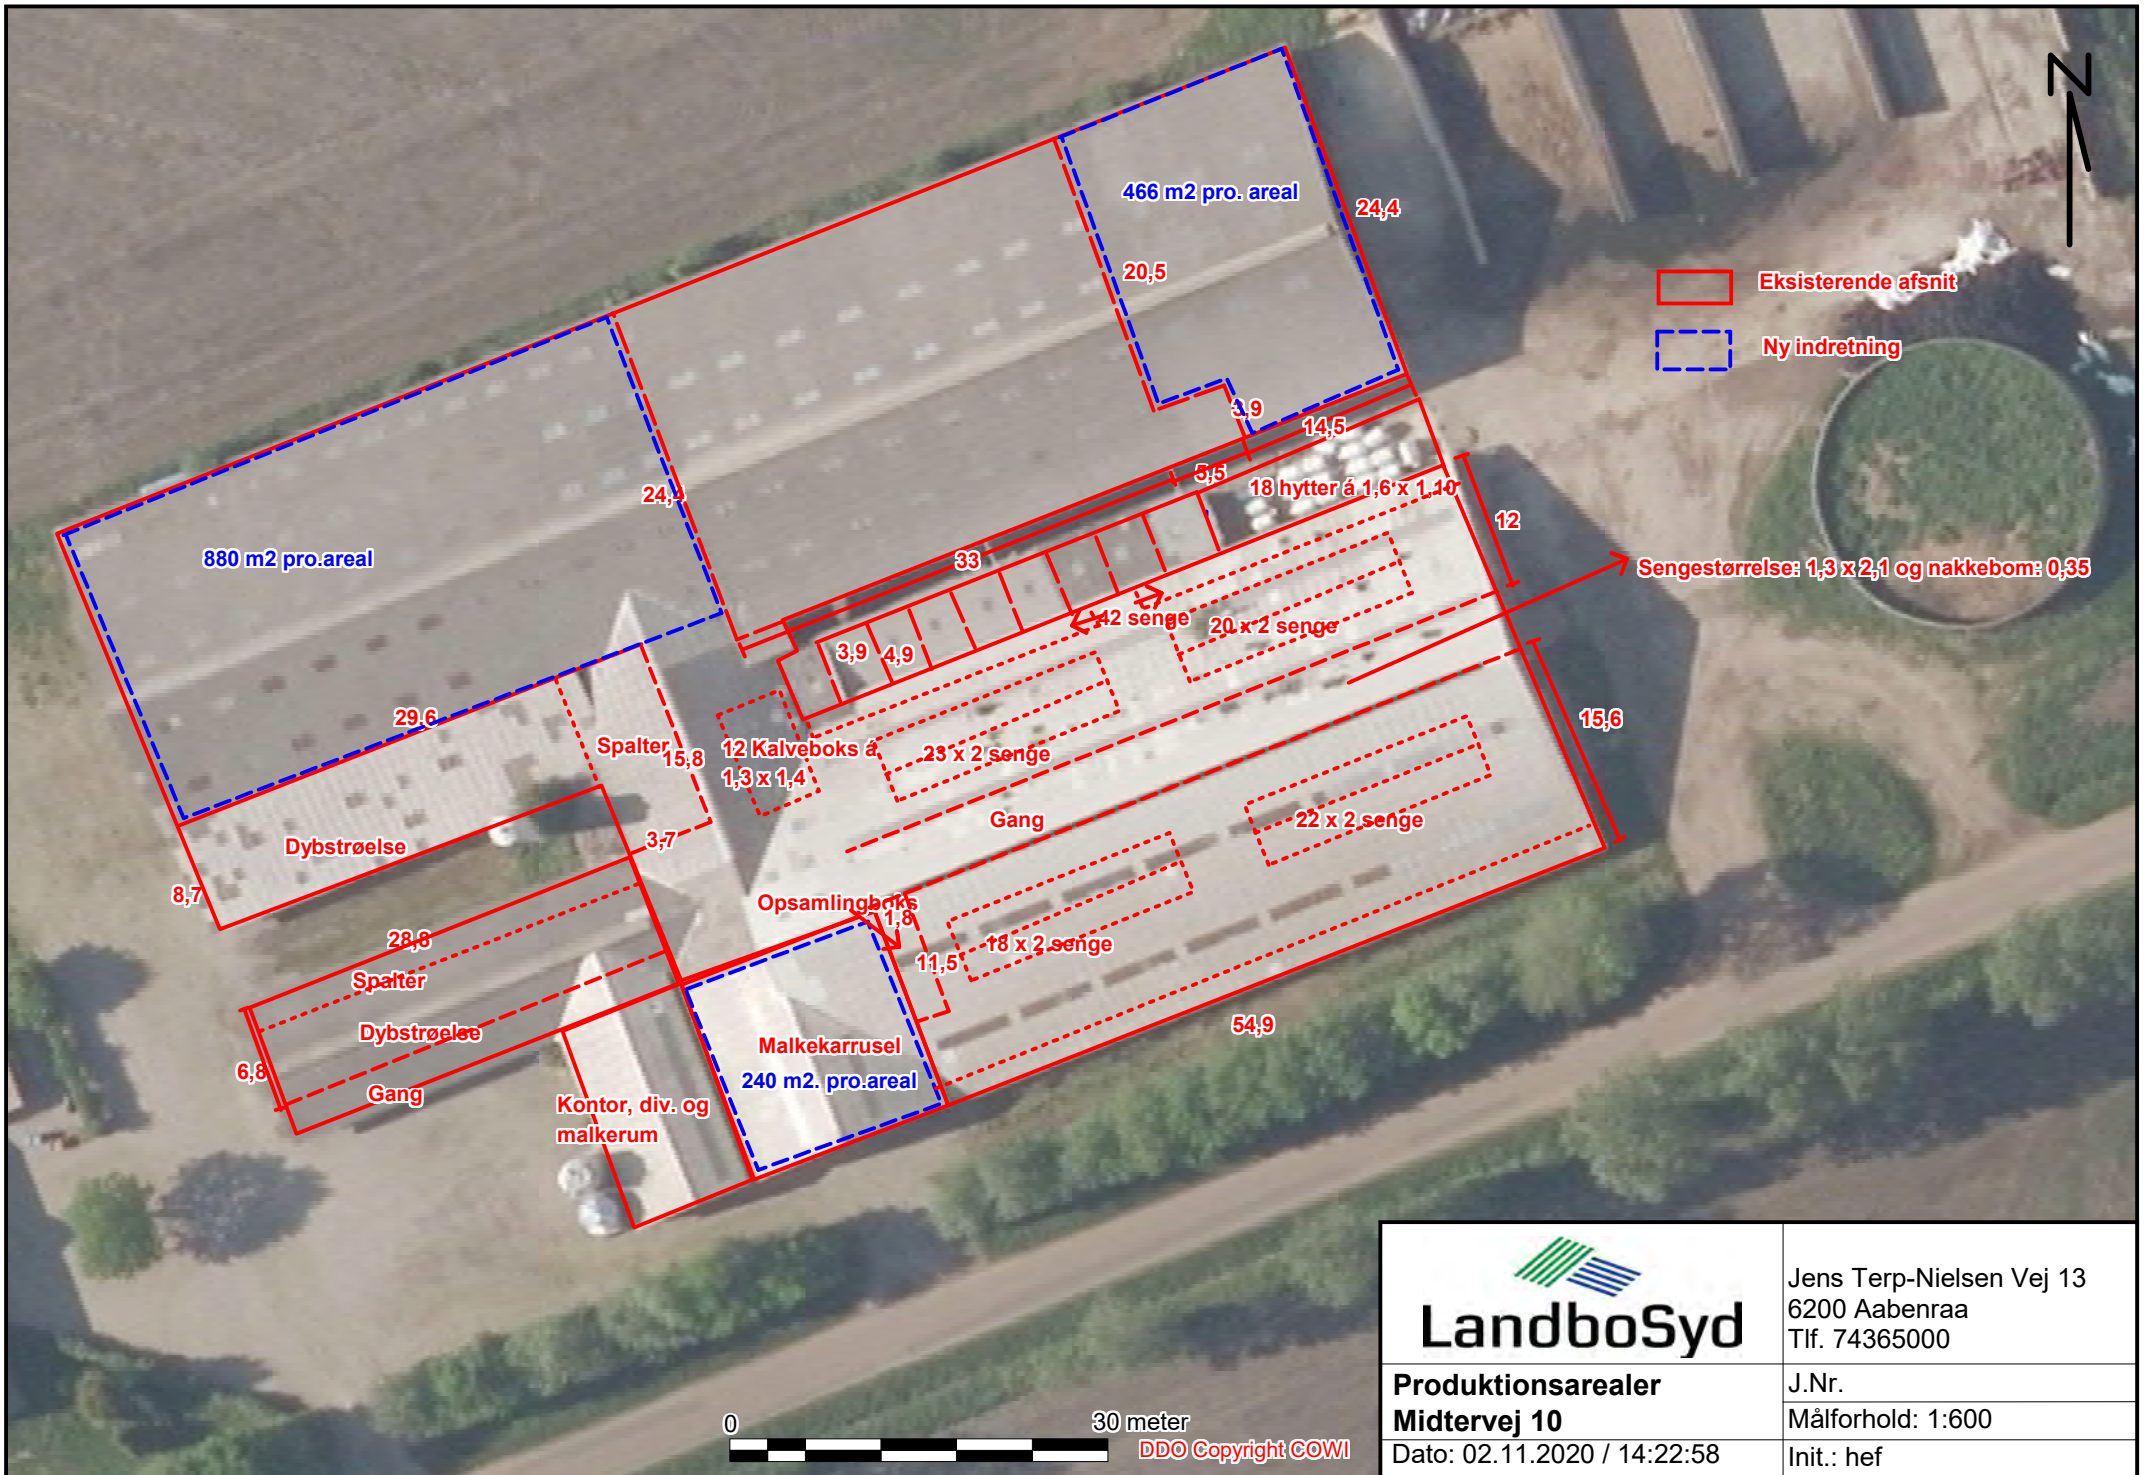 N
466 m2 pro. areal
24,4
20,5
Eksisterende afsnit
Ny indretning
3,9
14,5
24,4
5,5
18 hytter á 1,6 x 1,10
12
880 m2 pro.areal
33
Sengestørrelse: 1,3 x 2,1 og nakkebom: 0,35
42 senge
20 x 2 senge
3,9
4,9
29,6
15,6
Spalter
15,8
12 Kalveboks á
1,3 x 1,4
23 x 2 senge
Gang
22 x 2 senge
Dybstrøelse
3,7
8,7
Opsamlingboks
1,8
28,8
18 x 2 senge
11,5
Spalter
54,9
Dybstrøelse
Malkekarrusel
6,8
240 m2. pro.areal
Gang
Kontor, div. og
malkerum
0
30 meter
DDO Copyright COWI
LandboSyd
Jens Terp-Nielsen Vej 13
6200 Aabenraa
Tlf. 74365000
Produktionsarealer
Midtervej 10
J.Nr.
Målforhold: 1:600
Dato: 02.11.2020 / 14:22:58
Init.: hef